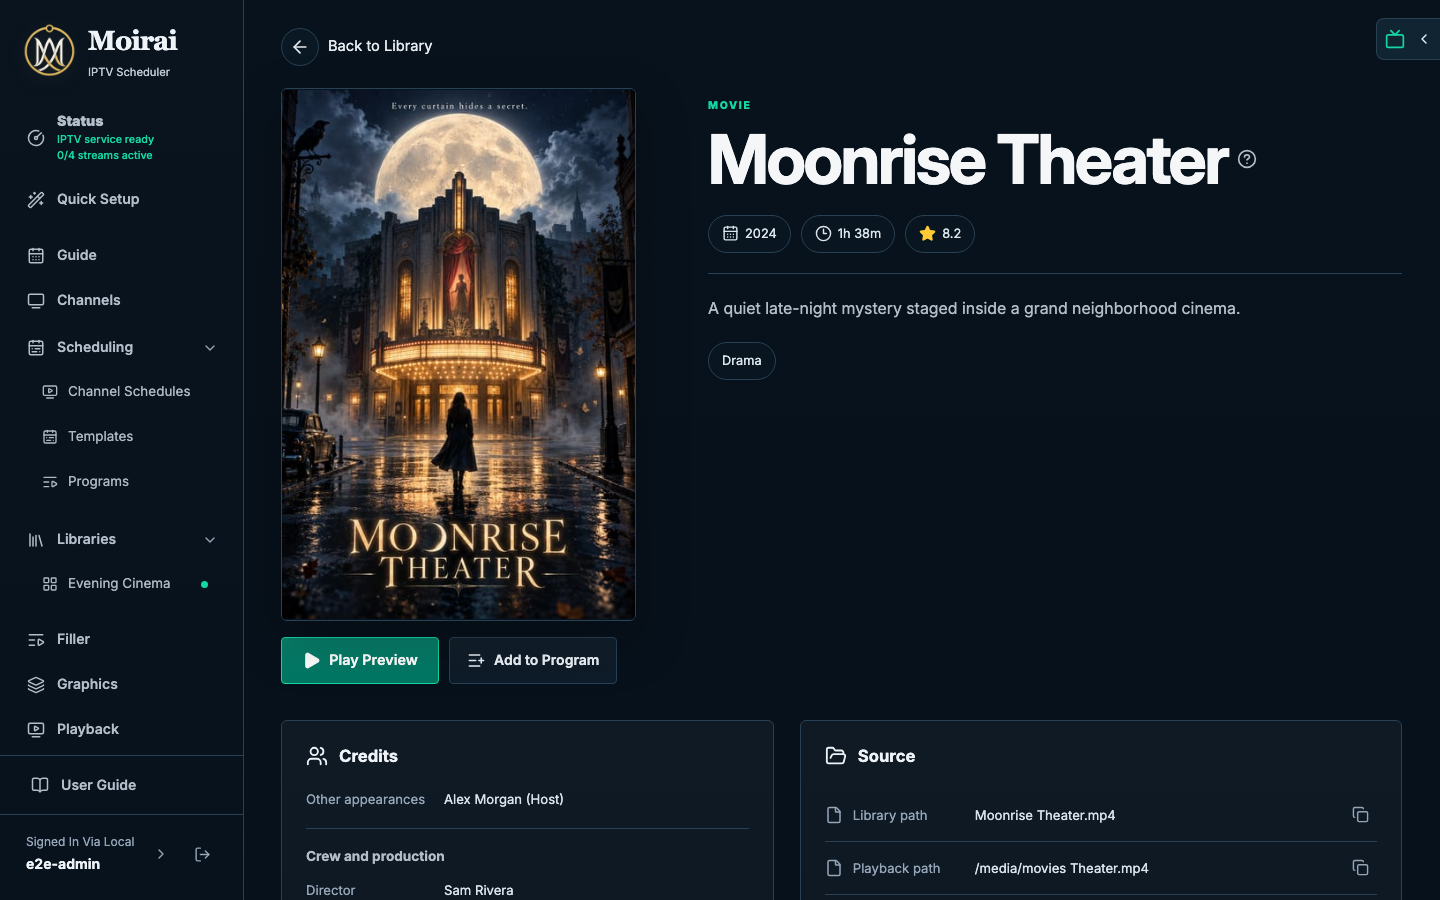 Moirai
IPTV Scheduler
Status
IPTV service ready
0/4 streams active
Quick Setup
Guide
Channels
Scheduling
Channel Schedules
Templates
Programs
Libraries
Evening Cinema
Filler
Graphics
Playback
User Guide
Signed In Via Local
e2e-admin
Back to Library
Every curtain hides a secret.
MOONRISE
THEATER
Play Preview
Add to Program
MOVIE
Moonrise Theater
2024
1h 38m
8.2
A quiet late-night mystery staged inside a grand neighborhood cinema.
Drama
Credits
Other appearances Alex Morgan (Host)
Crew and production
Director Sam Rivera
Source
Library path Moonrise Theater.mp4
Playback path /media/movies Theater.mp4